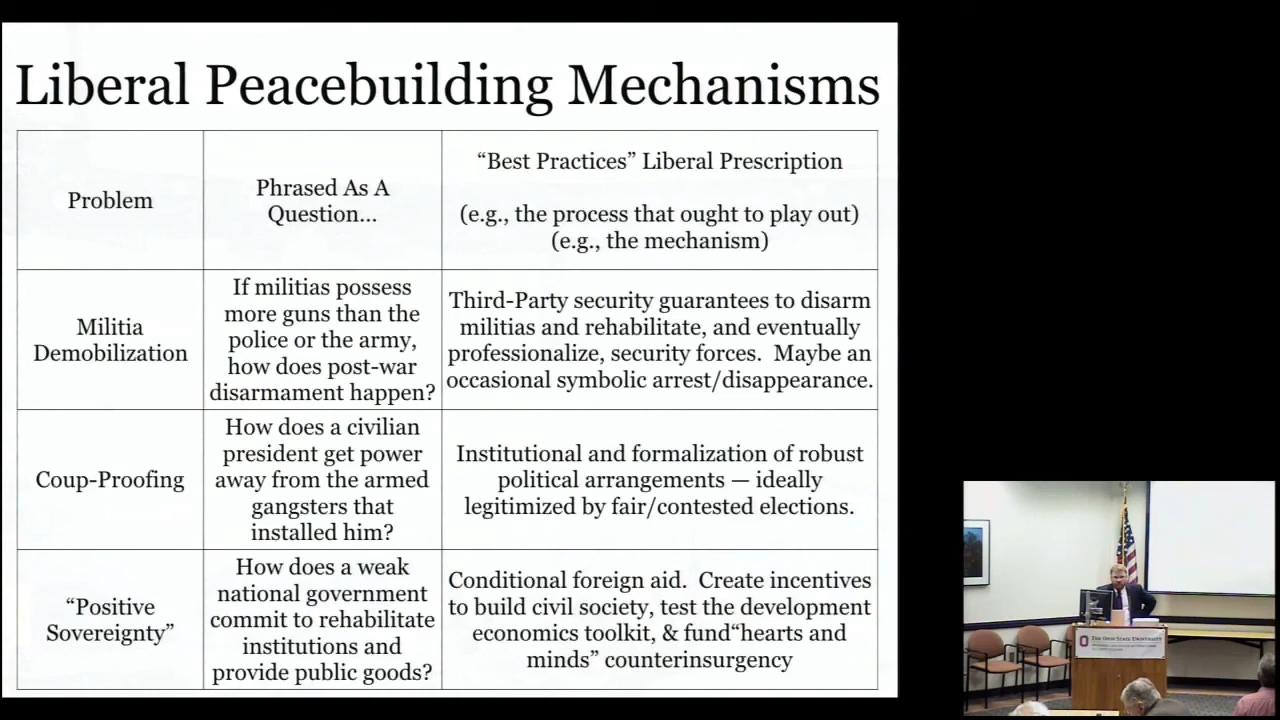 Liberal Peacebuilding Mechanisms
Problem
Phrased As A
Question...
“Best Practices” Liberal Prescription
(e.g., the process that ought to play out)
(e.g., the mechanism)
Militia
Demobilization
If militias possess
more guns than the
police or the army,
how does post-war
disarmament happen?
Third-Party security guarantees to disarm
militias and rehabilitate, and eventually
professionalize, security forces.  Maybe an
occasional symbolic arrest/disappearance.
Coup-Proofing
How does a civilian
president get power
away from the armed
gangsters that
installed him?
Institutional and formalization of robust
political arrangements — ideally
legitimized by fair/contested elections.
“Positive
Sovereignty”
How does a weak
national government
commit to rehabilitate
institutions and
provide public goods?
Conditional foreign aid.  Create incentives
to build civil society, test the development
economics toolkit, & fund“hearts and
minds” counterinsurgency
The Ohio State University